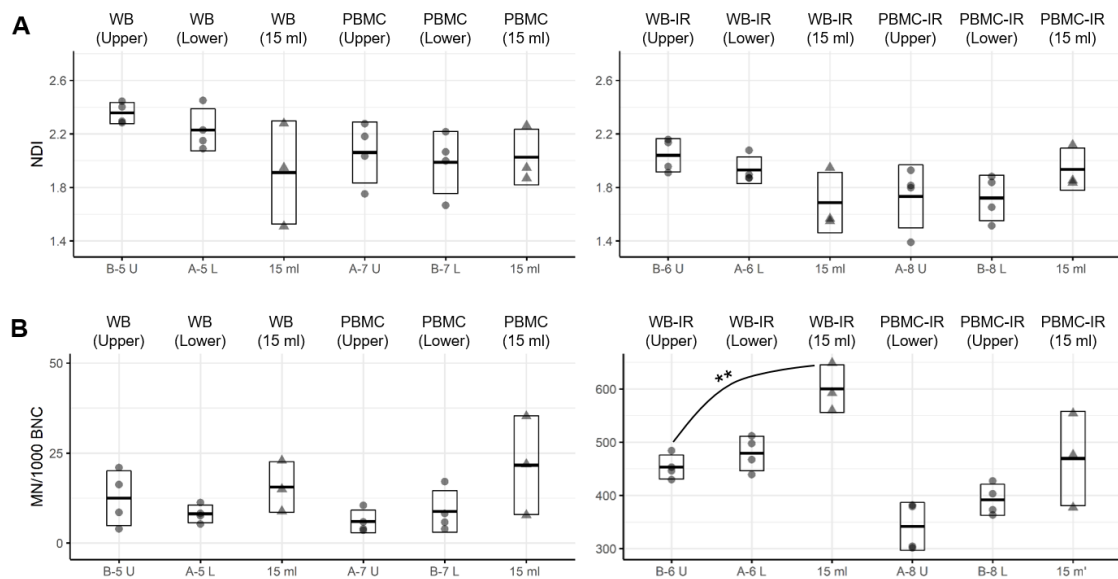 A
WB WB WB PBMC PBMC PBMC
(Upper) (Lower) (15 ml) (Upper) (Lower) (15 ml)
WB-IR WB-IR WB-IR PBMC-IR PBMC-IR PBMC-IR
(Upper) (Lower) (15 ml) (Upper) (Lower) (15 ml)
NDI
2.6
2.2
1.8
1.4
2.6
2.2
1.8
1.4
B-5 U A-5 L 15 ml A-7 U B-7 L 15 ml
B-6 U A-6 L 15 ml A-8 U B-8 L 15 ml
B
WB WB WB PBMC PBMC PBMC
(Upper) (Lower) (15 ml) (Upper) (Lower) (15 ml)
WB-IR WB-IR WB-IR PBMC-IR PBMC-IR PBMC-IR
(Upper) (Lower) (15 ml) (Lower) (Upper) (15 ml)
MN/1000 BNC
50
25
0
600
500
400
300
**
B-5 U A-5 L 15 ml A-7 U B-7 L 15 ml
B-6 U A-6 L 15 ml A-8 U B-8 L 15 m'